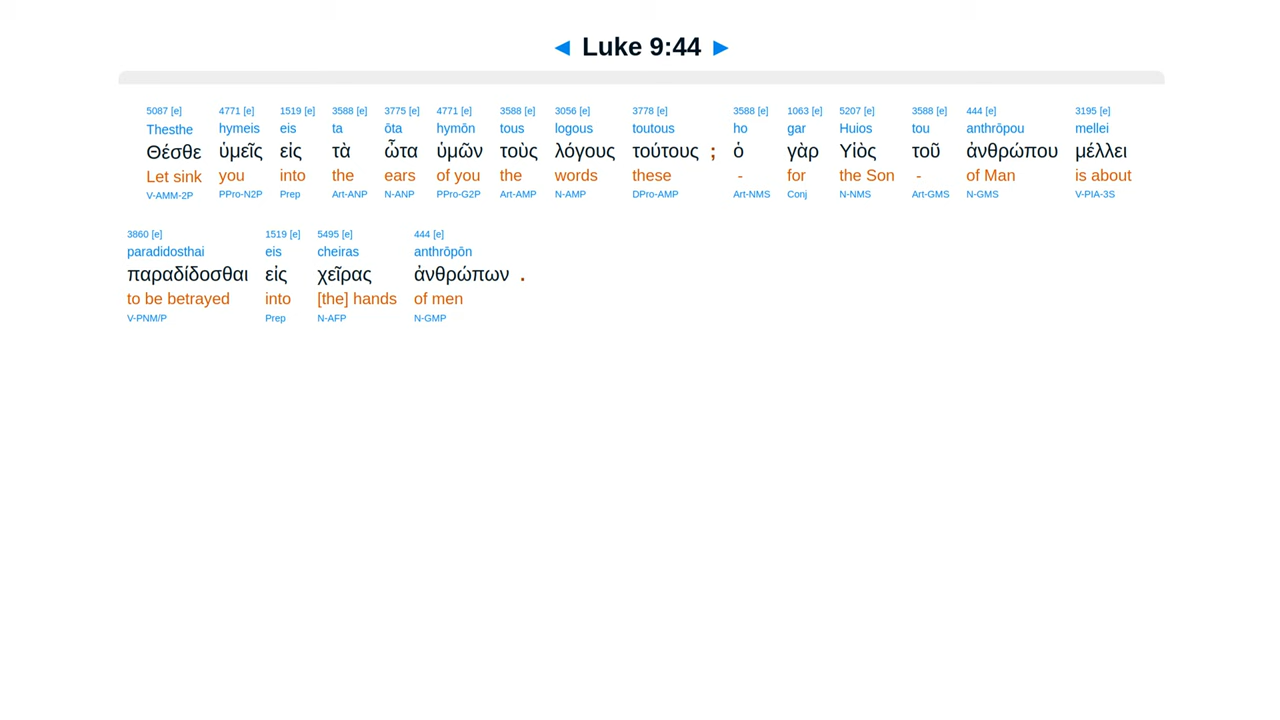 ◄ Luke 9:44 ►
5087 [e] 4771 [e] 1519 [e] 3588 [e] 3775 [e] 4771 [e] 3588 [e] 3056 [e] 3778 [e] 3588 [e] 1063 [e] 5207 [e] 3588 [e] 444 [e] 3195 [e]
Thesthe hymeis eis ta ōta hymōn tous logous toutous ho gar Huios tou anthrōpou mellei
Θέσθε ὑμεῖς εἰς τὰ ὦτα ὑμῶν τοὺς λόγους τούτους ; ὁ γὰρ Υἱὸς τοῦ ἀνθρώπου μέλλει
Let sink you into the ears of you the words these - for the Son - of Man is about
V-AMM-2P PPro-N2P Prep Art-ANP N-ANP PPro-G2P Art-AMP N-AMP DPro-AMP Art-NMS Conj N-NMS Art-GMS N-GMS V-PIA-3S
3860 [e] 1519 [e] 5495 [e] 444 [e]
paradidosthai eis cheiras anthrōpōn
παραδίδοσθαι εἰς χεῖρας ἀνθρώπων .
to be betrayed into [the] hands of men
V-PNM/P Prep N-AFP N-GMP